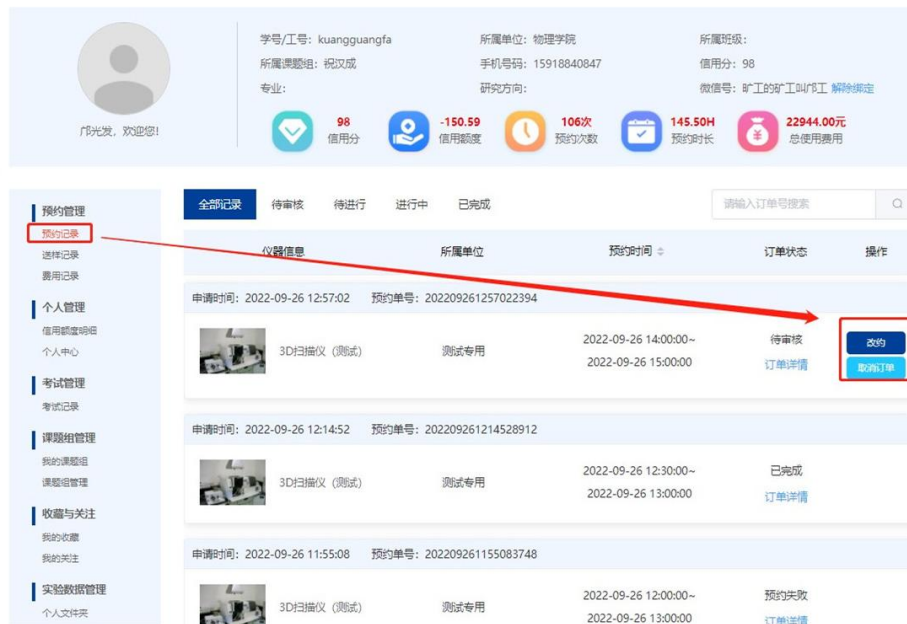 学号/工号: kuangguangfa 所属单位: 物理学院 所属班级:
所属课题组: 祝汉成 手机号码: 15918840847 信用分: 98
专业: 研究方向: 微信号: 旷工的矿工叫邝工 解除绑定
邝光发, 欢迎您!
98 -150.59 106次 145.50H 22944.00元
信用分 信用额度 预约次数 预约时长 总使用费用
预约管理
预约记录
送样记录
费用记录
个人管理
信用额度明细
个人中心
考试管理
考试记录
课题组管理
我的课题组
课题组管理
收藏与关注
我的收藏
我的关注
实验数据管理
个人文件夹
全部记录 待审核 待进行 进行中 已完成 请输入订单号搜索
仪器信息 所属单位 预约时间 订单状态 操作
申请时间: 2022-09-26 12:57:02 预约单号: 202209261257022394
3D扫描仪 (测试) 测试专用 2022-09-26 14:00:00~ 待审核 改约
2022-09-26 15:00:00 订单详情 取消订单
申请时间: 2022-09-26 12:14:52 预约单号: 202209261214528912
3D扫描仪 (测试) 测试专用 2022-09-26 12:30:00~ 已完成
2022-09-26 13:00:00 订单详情
申请时间: 2022-09-26 11:55:08 预约单号: 202209261155083748
3D扫描仪 (测试) 测试专用 2022-09-26 12:00:00~ 预约失败
2022-09-26 13:00:00 订单详情